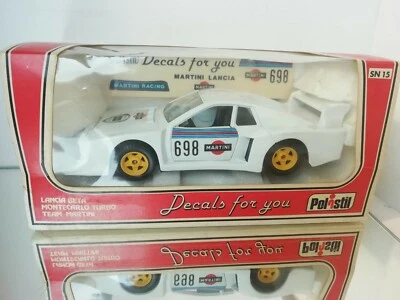 Decals for you
MARTINI LANCIA
MARTINI
698
MARTINI RACING
SN 15
698
MARTINI
LANCIA BETA
MONTECARLO TURBO
TEAM MARTINI
Decals for you
Polistil